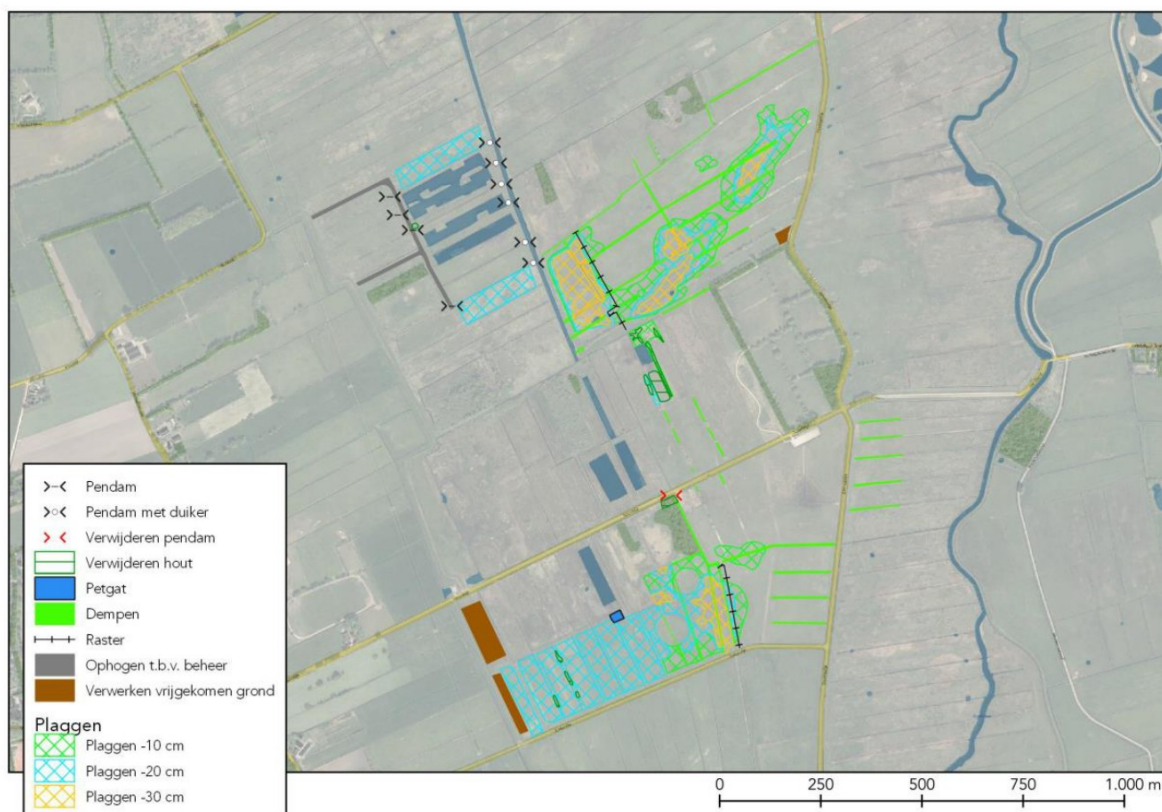 Pendam
Pendam met duiker
Verwijderen pendam
Verwijderen hout
Petgat
Dempen
Raster
Ophogen t.b.v. beheer
Verwerken vrijgekomen grond
Plaggen
Plaggen -10 cm
Plaggen -20 cm
Plaggen -30 cm
0 250 500 750 1.000 m